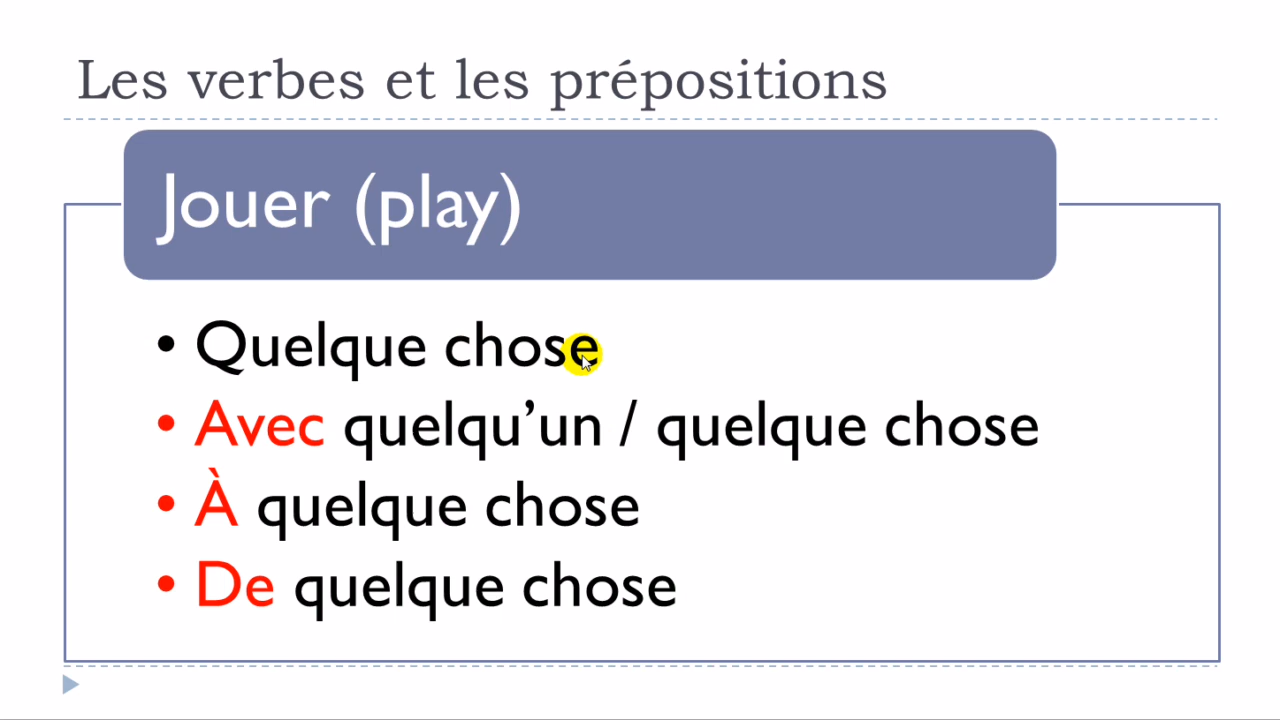 Les verbes et les prépositions
Jouer (play)
• Quelque chose
• Avec quelqu’un / quelque chose
• À quelque chose
• De quelque chose